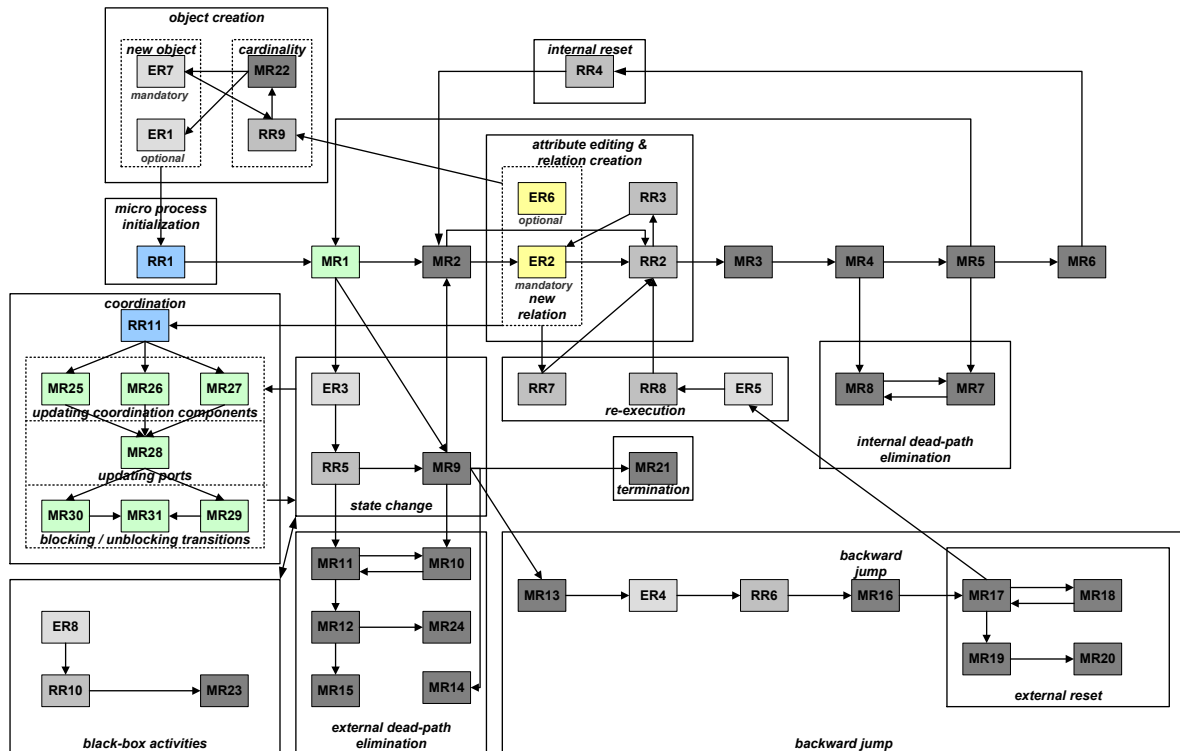 object creation
new object
cardinality
ER7
MR22
mandatory
ER1
RR9
optional
internal reset
RR4
attribute editing &
relation creation
ER6
RR3
optional
micro process
initialization
RR1
MR1
MR2
ER2
RR2
MR3
MR4
MR5
MR6
mandatory
new
relation
coordination
RR11
MR25
MR26
MR27
updating coordination components
MR28
updating ports
MR30
MR31
MR29
blocking / unblocking transitions
ER3
RR5
MR9
state change
RR7
RR8
ER5
re-execution
MR8
MR7
internal dead-path
elimination
MR21
termination
MR11
MR10
MR12
MR24
MR15
MR14
external dead-path
elimination
backward
jump
MR13
ER4
RR6
MR16
MR17
MR18
MR19
MR20
external reset
backward jump
ER8
RR10
MR23
black-box activities